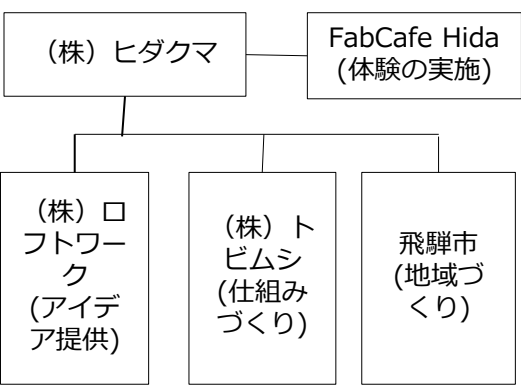 （株）ヒダクマ
FabCafe Hida
(体験の実施)
（株）ロ
フトワー
ク
(アイデ
ア提供)
（株）ト
ビムシ
(仕組み
づくり)
飛騨市
(地域づ
くり)